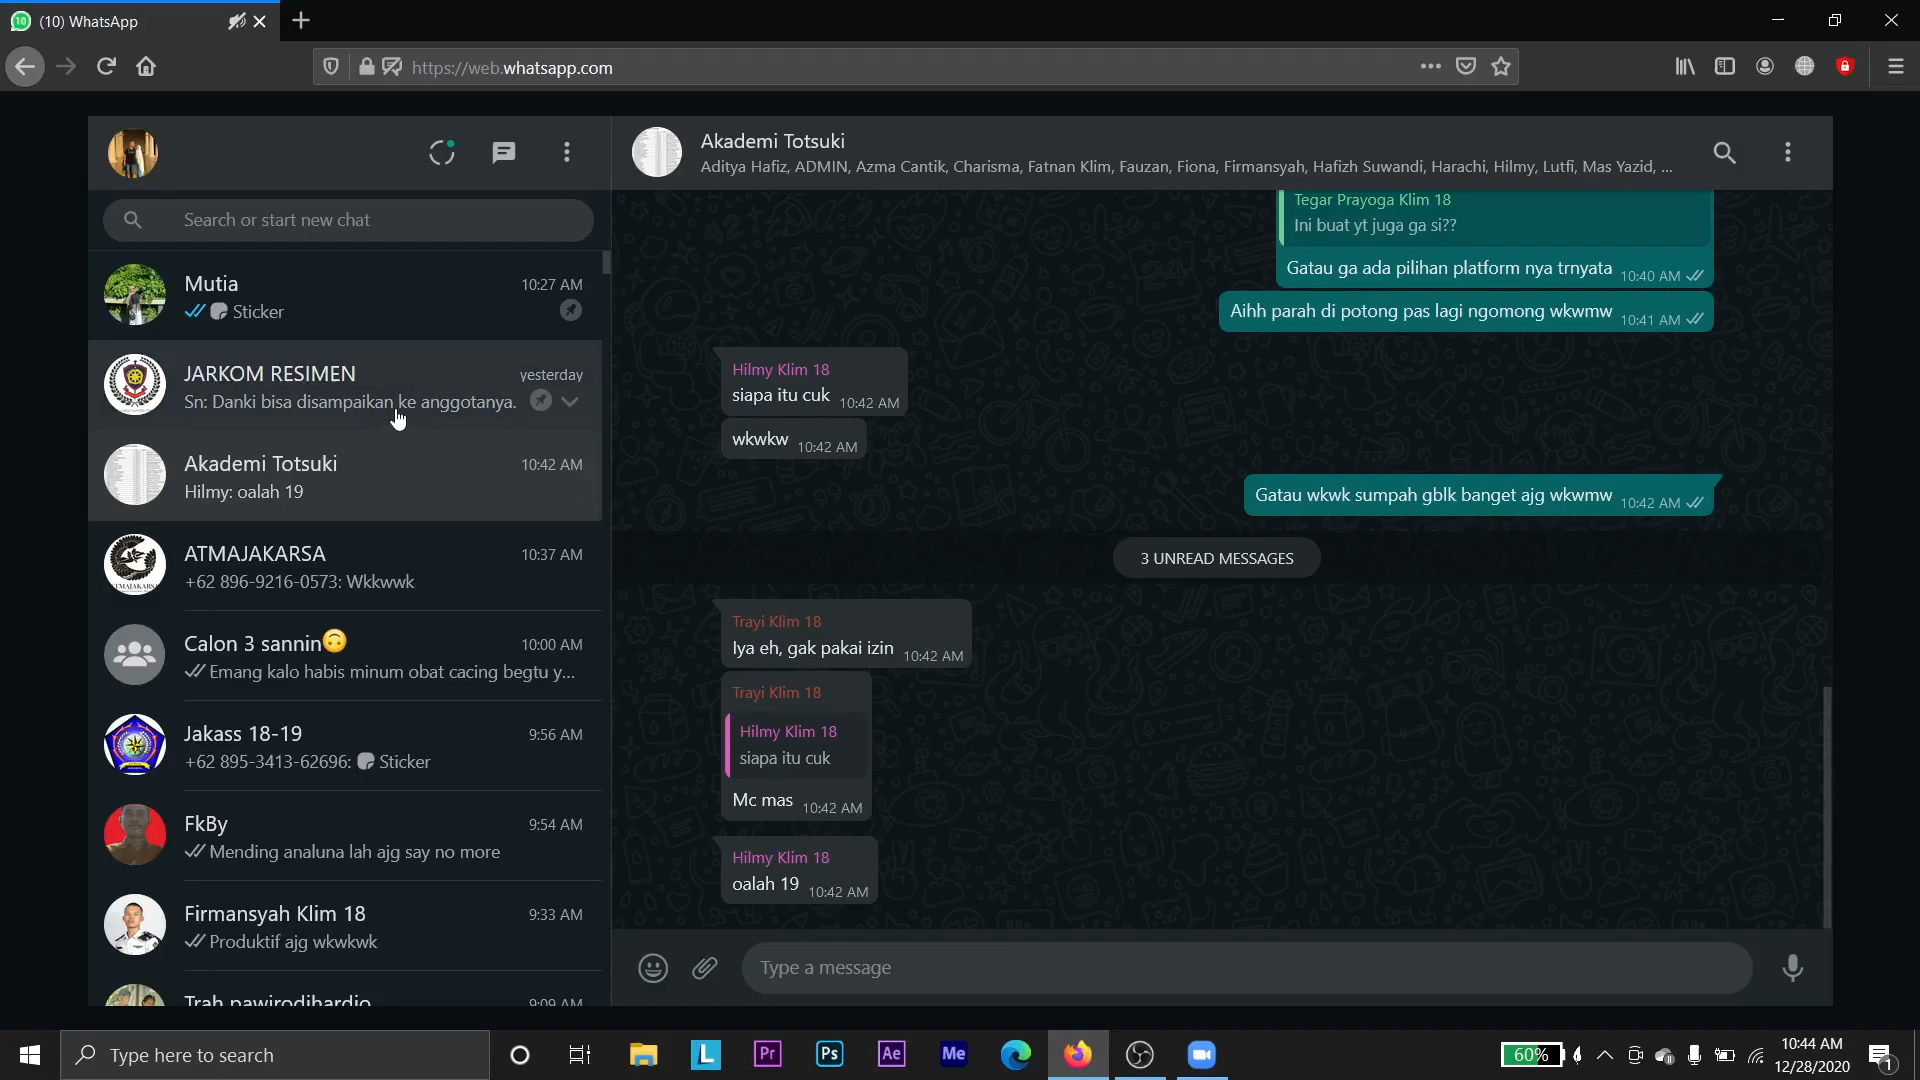 (10) WhatsApp
https://web.whatsapp.com
Search or start new chat
Mutia
10:27 AM
Sticker
JARKOM RESIMEN
yesterday
Sn: Danki bisa disampaikan ke anggotanya.
Akademi Totsuki
10:42 AM
Hilmy: oalah 19
ATMAJAKARSA
10:37 AM
+62 896-9216-0573: Wkkwwk
Calon 3 sannin🙃
10:00 AM
Emang kalo habis minum obat cacing begtu y...
Jakass 18-19
9:56 AM
+62 895-3413-62696: Sticker
FkBy
9:54 AM
Mending analuna lah ajg say no more
Firmansyah Klim 18
9:33 AM
Produktif ajg wkwkwk
Trah pawirodihardjo
9:09 AM
Akademi Totsuki
Aditya Hafiz, ADMIN, Azma Cantik, Charisma, Fatnan Klim, Fauzan, Fiona, Firmansyah, Hafizh Suwandi, Harachi, Hilmy, Lutfi, Mas Yazid, ...
Tegar Prayoga Klim 18
Ini buat yt juga ga si??
Gatau ga ada pilihan platform nya trnyata 10:40 AM
Aihh parah di potong pas lagi ngomong wkwmw 10:41 AM
Hilmy Klim 18
siapa itu cuk 10:42 AM
wkwkw 10:42 AM
Gatau wkwk sumpah gblk banget ajg wkwmw 10:42 AM
3 UNREAD MESSAGES
Trayi Klim 18
Iya eh, gak pakai izin 10:42 AM
Trayi Klim 18
Hilmy Klim 18
siapa itu cuk
Mc mas 10:42 AM
Hilmy Klim 18
oalah 19 10:42 AM
Type a message
Type here to search
L
Pr
Ps
Ae
Me
60%
10:44 AM
12/28/2020
1